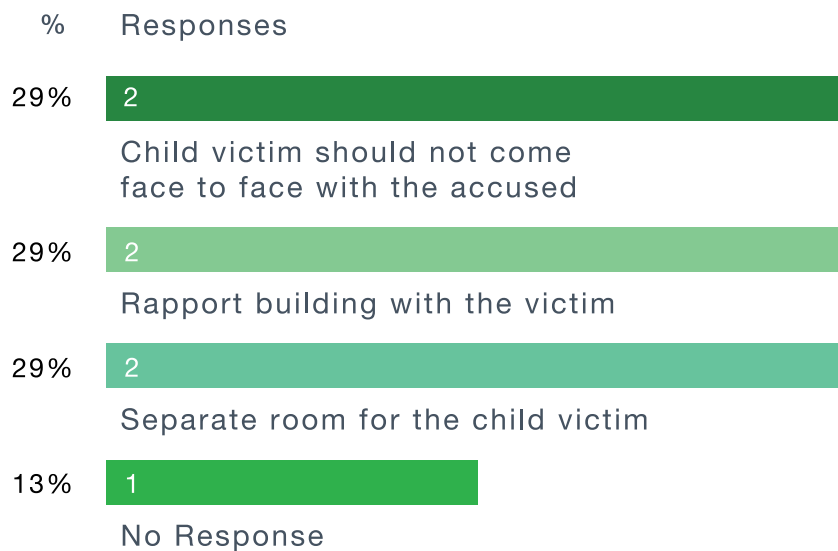 % Responses
29% 2
Child victim should not come
face to face with the accused
29% 2
Rapport building with the victim
29% 2
Separate room for the child victim
13% 1
No Response